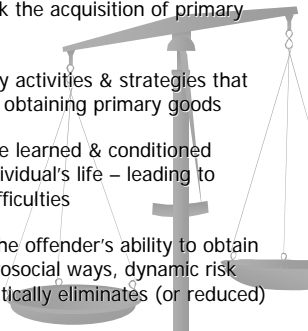 k the acquisition of primary
y activities & strategies that
obtaining primary goods
e learned & conditioned
ividual's life – leading to
fficulties
he offender's ability to obtain
rosocial ways, dynamic risk
tically eliminates (or reduced)